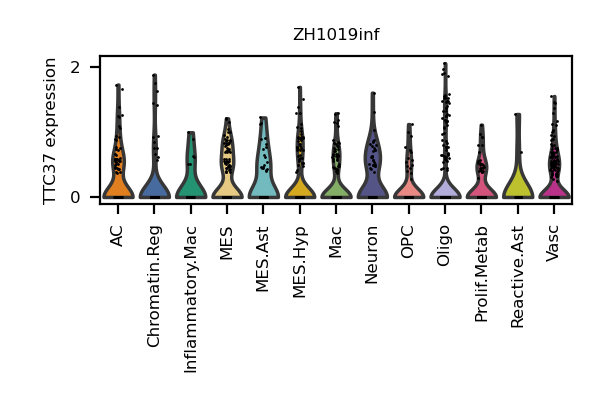 ZH1019inf
TTC37 expression
2
0
AC
Chromatin.Reg
Inflammatory.Mac
MES
MES.Ast
MES.Hyp
Mac
Neuron
OPC
Oligo
Prolif.Metab
Reactive.Ast
Vasc